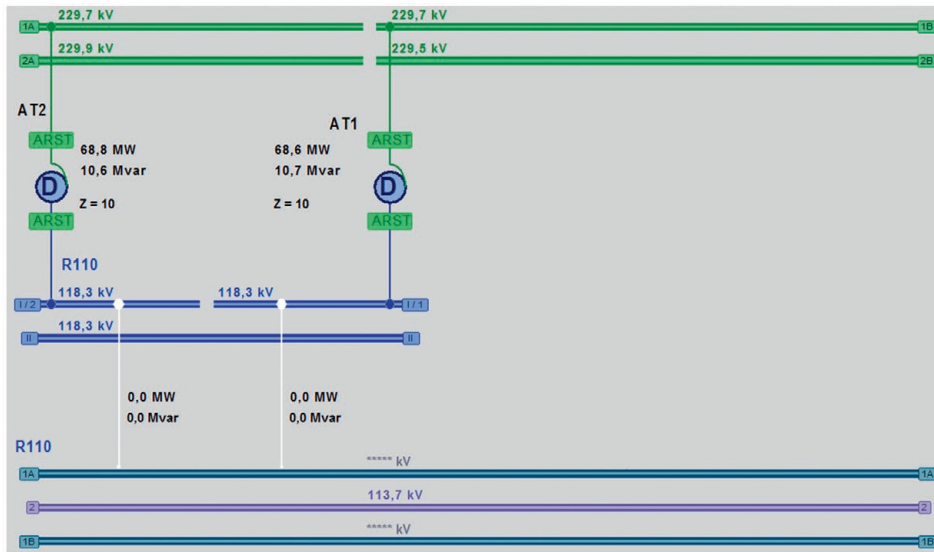 229,7 kV
229,7 kV
1A
1B
229,9 kV
229,5 kV
2A
2B
AT2
AT1
ARST
ARST
68,8 MW
68,6 MW
10,6 Mvar
10,7 Mvar
D
D
Z = 10
Z = 10
ARST
ARST
R110
118,3 kV
118,3 kV
I / 2
I / 1
118,3 kV
II
II
0,0 MW
0,0 MW
0,0 Mvar
0,0 Mvar
R110
***** kV
1A
1A
113,7 kV
2
2
***** kV
1B
1B